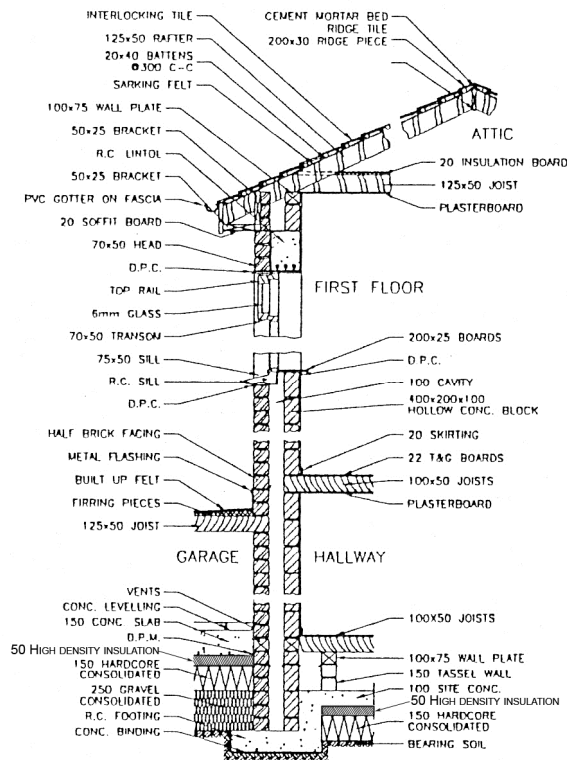 INTERLOCKING TILE
125x50 RAFTER
20x40 BATTENS
@300 C-C
SARKING FELT
100x75 WALL PLATE
50x25 BRACKET
R.C LINTOL
50x25 BRACKET
PVC GOTTER ON FASCIA
20 SOFFIT BOARD
70x50 HEAD
D.P.C.
TOP RAIL
6mm GLASS
70x50 TRANSOM
75x50 SILL
R.C. SILL
D.P.C.
HALF BRICK FACING
METAL FLASHING
BUILT UP FELT
FIRRING PIECES
125x50 JOIST
GARAGE
VENTS
CONC. LEVELLING
150 CONC SLAB
D.P.M.
50 HIGH DENSITY INSULATION
150 HARDCORE
CONSOLIDATED
250 GRAVEL
CONSOLIDATED
R.C. FOOTING
CONC. BINDING
CEMENT MORTAR BED
RIDGE TILE
200x30 RIDGE PIECE
ATTIC
20 INSULATION BOARD
125x50 JOIST
PLASTERBOARD
FIRST FLOOR
200x25 BOARDS
D P.C.
100 CAVITY
400x200x100
HOLLOW CONC. BLOCK
20 SKIRTING
22 T&G BOARDS
100x50 JOISTS
PLASTERBOARD
HALLWAY
100X50 JOISTS
100x75 WALL PLATE
150 TASSEL WALL
100 SITE CONC.
50 HIGH DENSITY INSULATION
150 HARDCORE
CONSOLIDATED
BEARING SOIL